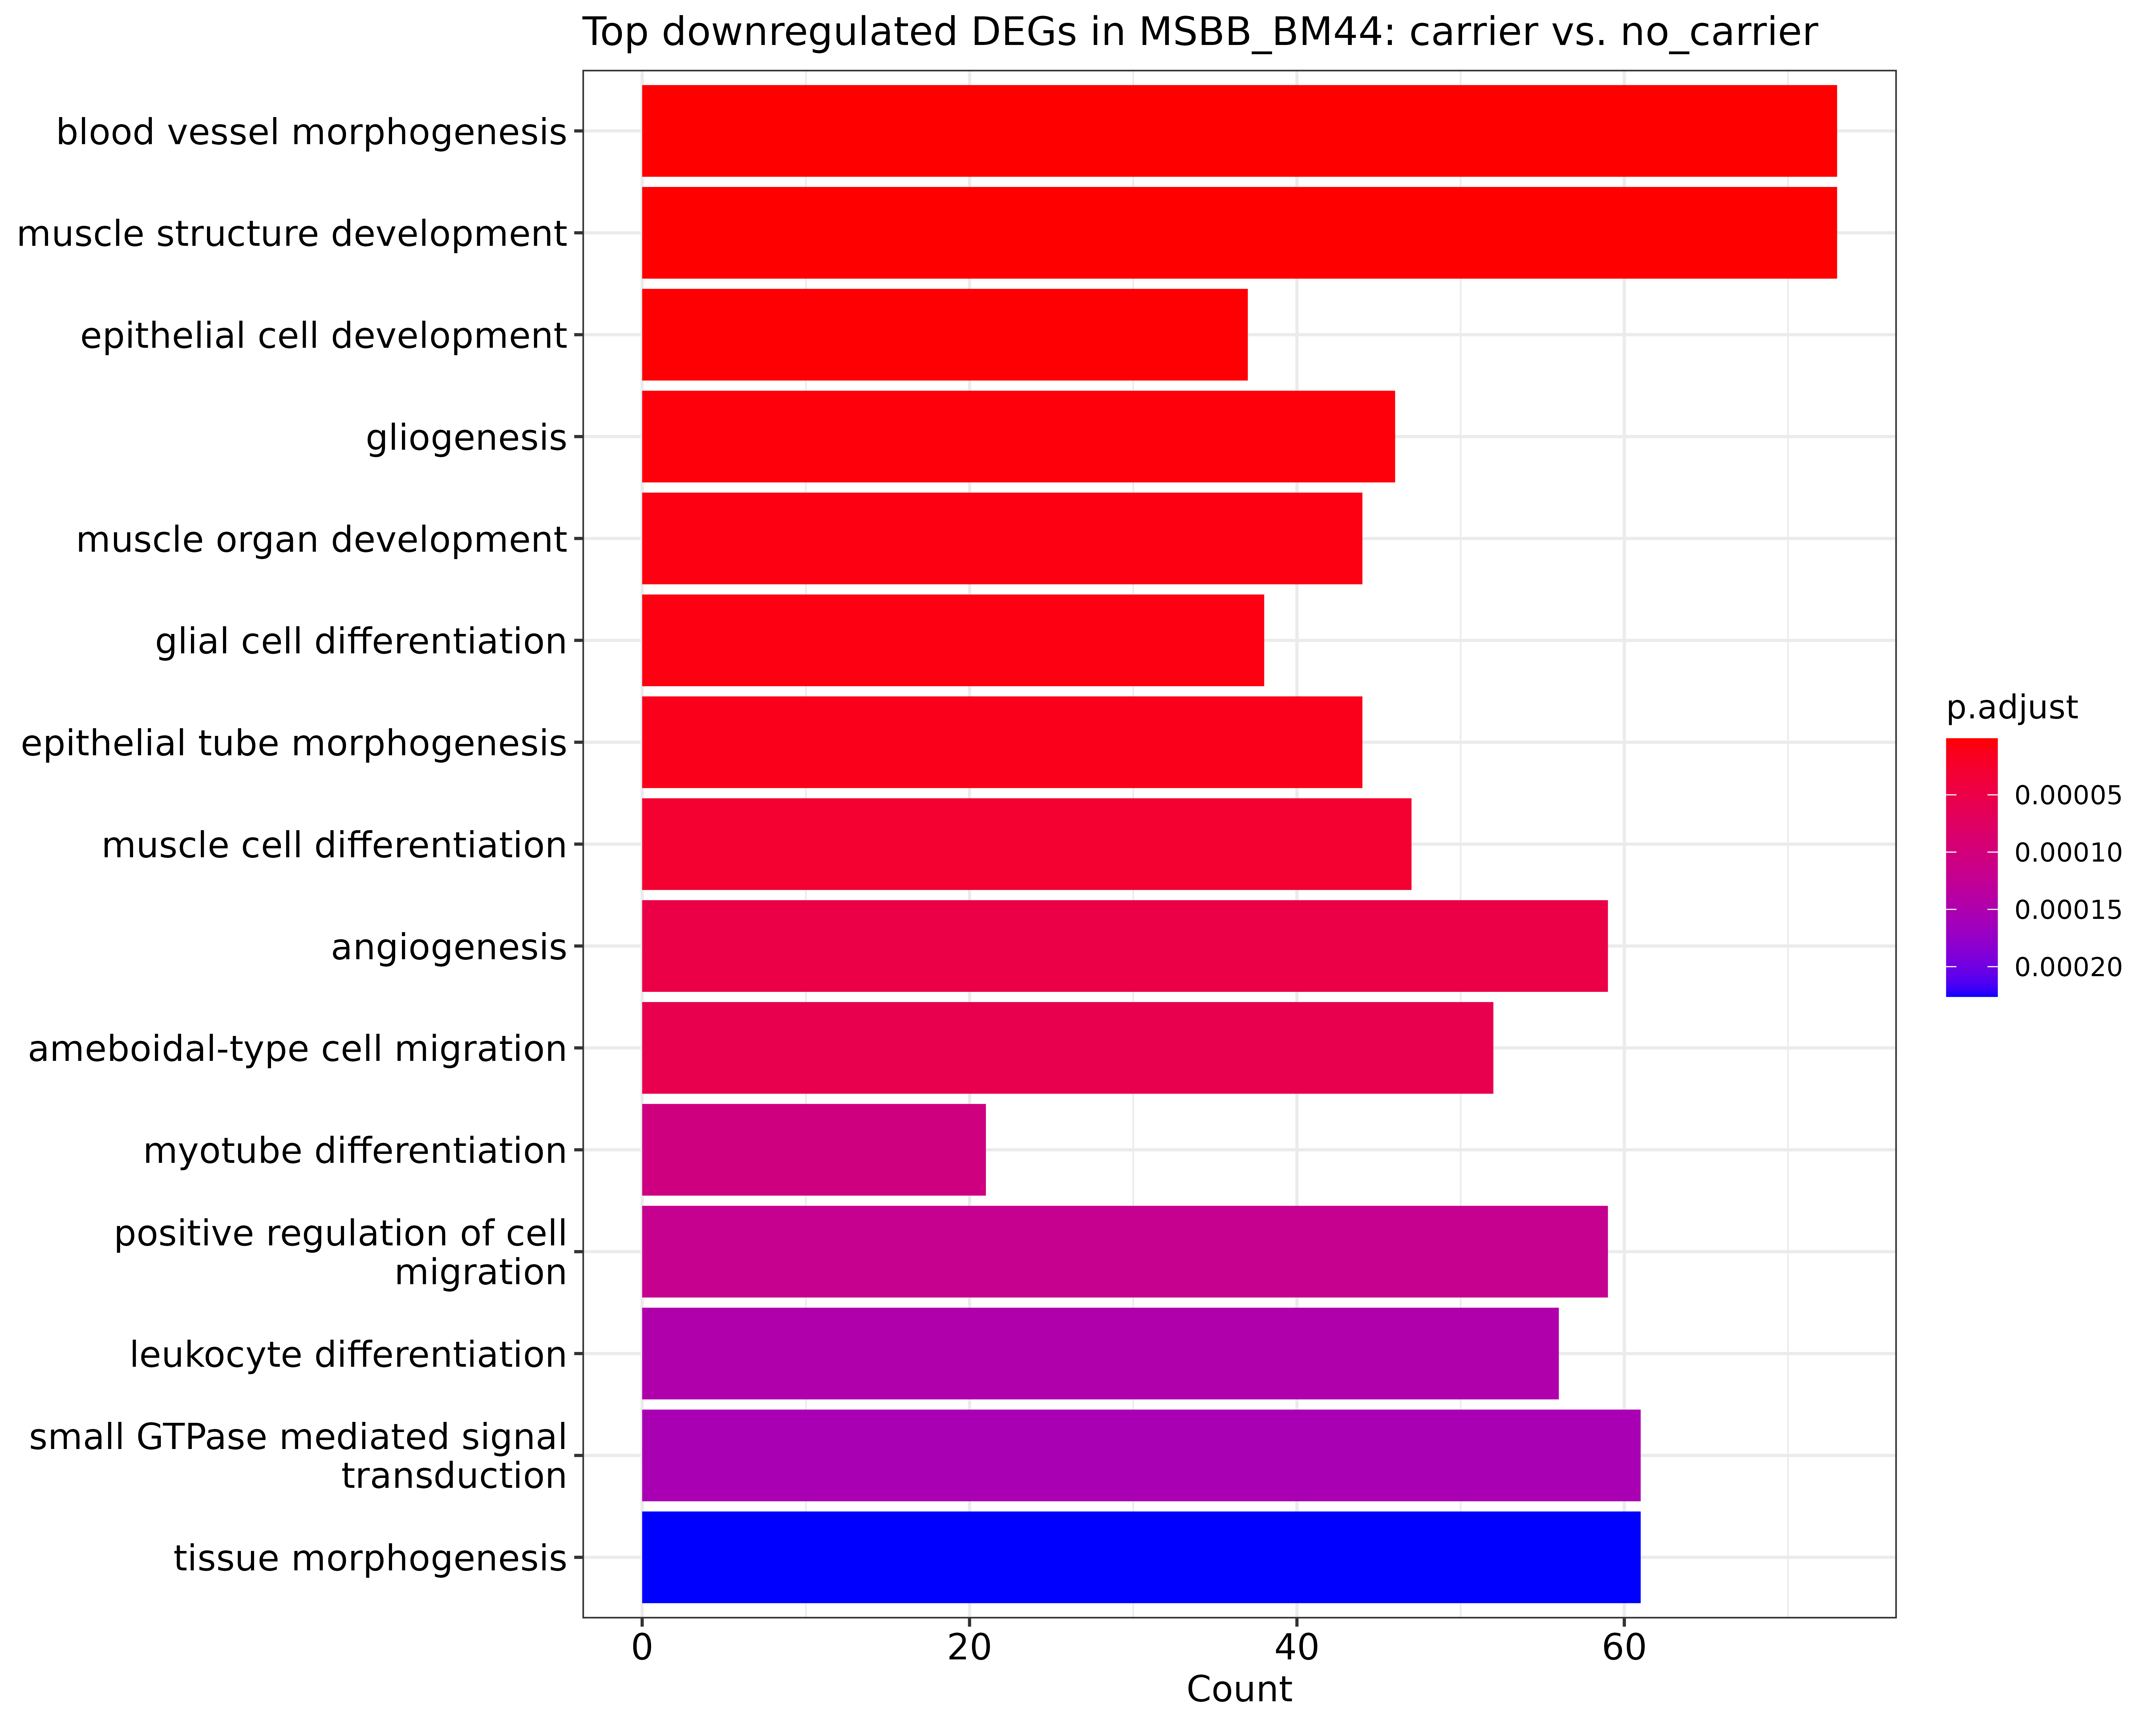 Top downregulated DEGs in MSBB_BM44: carrier vs. no_carrier
blood vessel morphogenesis
muscle structure development
epithelial cell development
gliogenesis
muscle organ development
glial cell differentiation
epithelial tube morphogenesis
muscle cell differentiation
angiogenesis
ameboidal-type cell migration
myotube differentiation
positive regulation of cell
migration
leukocyte differentiation
small GTPase mediated signal
transduction
tissue morphogenesis
0 20 40 60
Count
p.adjust
0.00005
0.00010
0.00015
0.00020